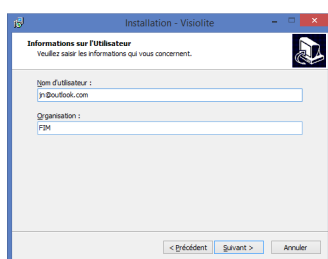 Installation - Visiolite
Informations sur l'Utilisateur
Veuillez saisir les informations qui vous concernent.
Nom d'utilisateur :
jn@outlook.com
Organisation :
FIM
< Précédent
Suivant >
Annuler